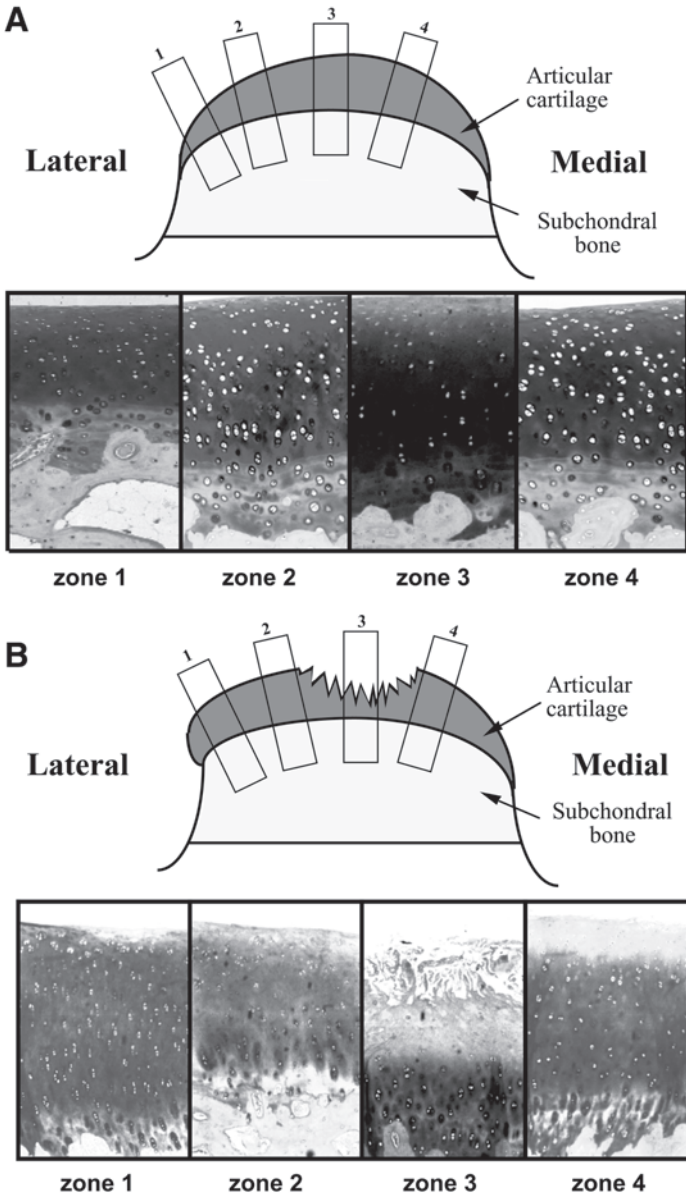 A
1
2
3
4
Articular
cartilage
Lateral
Medial
Subchondral
bone
zone 1
zone 2
zone 3
zone 4
B
1
2
3
4
Articular
cartilage
Lateral
Medial
Subchondral
bone
zone 1
zone 2
zone 3
zone 4